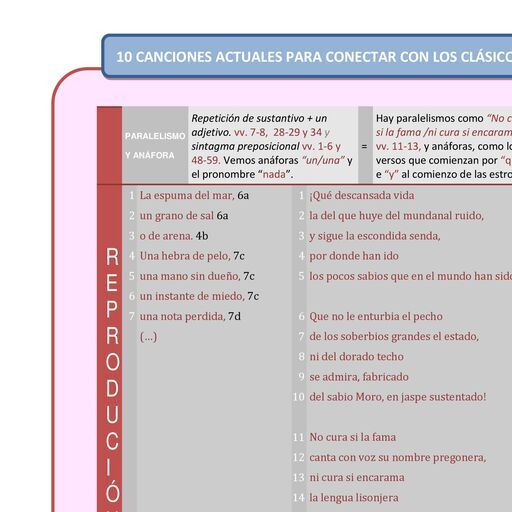 10 CANCIONES ACTUALES PARA CONECTAR CON LOS CLÁSICO
PARALELISMO
Y ANÁFORA
Repetición de sustantivo + un
adjetivo. vv. 7-8, 28-29 y 34 y
sintagma preposicional vv. 1-6 y
48-59. Vemos anáforas "un/una" y
el pronombre "nada".
=
Hay paralelismos como "No c
si la fama /ni cura si encaram
vv. 11-13, y anáforas, como lo
versos que comienzan por "q
e "y" al comienzo de las estro
REPRODUCCIÓ
1 La espuma del mar, 6a
2 un grano de sal 6a
3 o de arena. 4b
4 Una hebra de pelo, 7c
5 una mano sin dueño, 7c
6 un instante de miedo, 7c
7 una nota perdida, 7d
(...)
1 ¡Qué descansada vida
2 la del que huye del mundanal ruido,
3 y sigue la escondida senda,
4 por donde han ido
5 los pocos sabios que en el mundo han sido
6 Que no le enturbia el pecho
7 de los soberbios grandes el estado,
8 ni del dorado techo
9 se admira, fabricado
10 del sabio Moro, en jaspe sustentado!
11 No cura si la fama
12 canta con voz su nombre pregonera,
13 ni cura si encarama
14 la lengua lisonjera